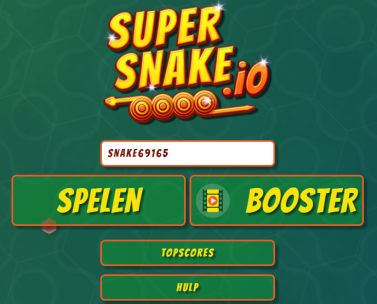 SUPER
SNAKE.io
SNAKE69165
SPELEN
BOOSTER
TOPSCORES
HULP